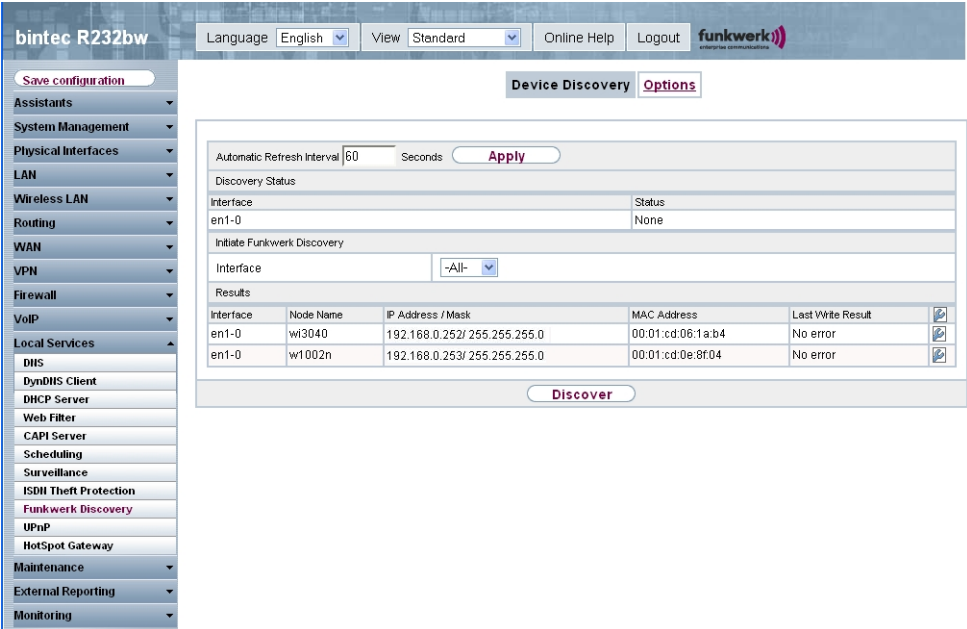 bintec R232bw
Language English View Standard Online Help Logout funkwerk
enterprise communications
Save configuration
Assistants
System Management
Physical Interfaces
LAN
Wireless LAN
Routing
WAN
VPN
Firewall
VoIP
Local Services
DNS
DynDNS Client
DHCP Server
Web Filter
CAPI Server
Scheduling
Surveillance
ISDN Theft Protection
Funkwerk Discovery
UPnP
HotSpot Gateway
Maintenance
External Reporting
Monitoring
Device Discovery Options
Automatic Refresh Interval 60 Seconds Apply
Discovery Status
Interface Status
en1-0 None
Initiate Funkwerk Discovery
Interface -All-
Results
Interface Node Name IP Address / Mask MAC Address Last Write Result
en1-0 wi3040 192.168.0.252/ 255.255.255.0 00:01:cd:06:1a:b4 No error
en1-0 w1002n 192.168.0.253/ 255.255.255.0 00:01:cd:0e:8f:04 No error
Discover